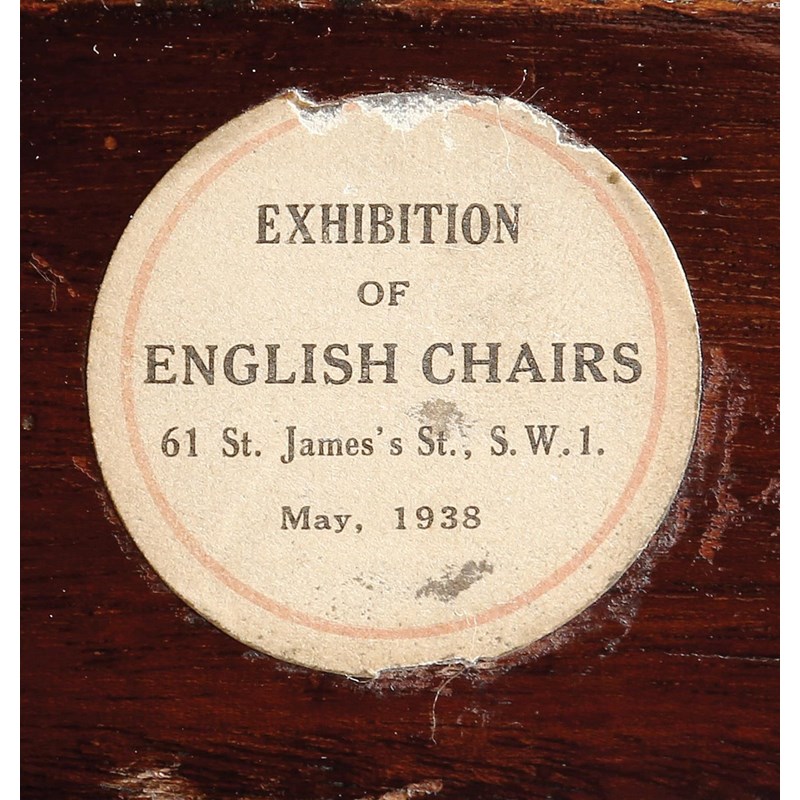 EXHIBITION
OF
ENGLISH CHAIRS
61 St. James's St., S.W.1.
May, 1938